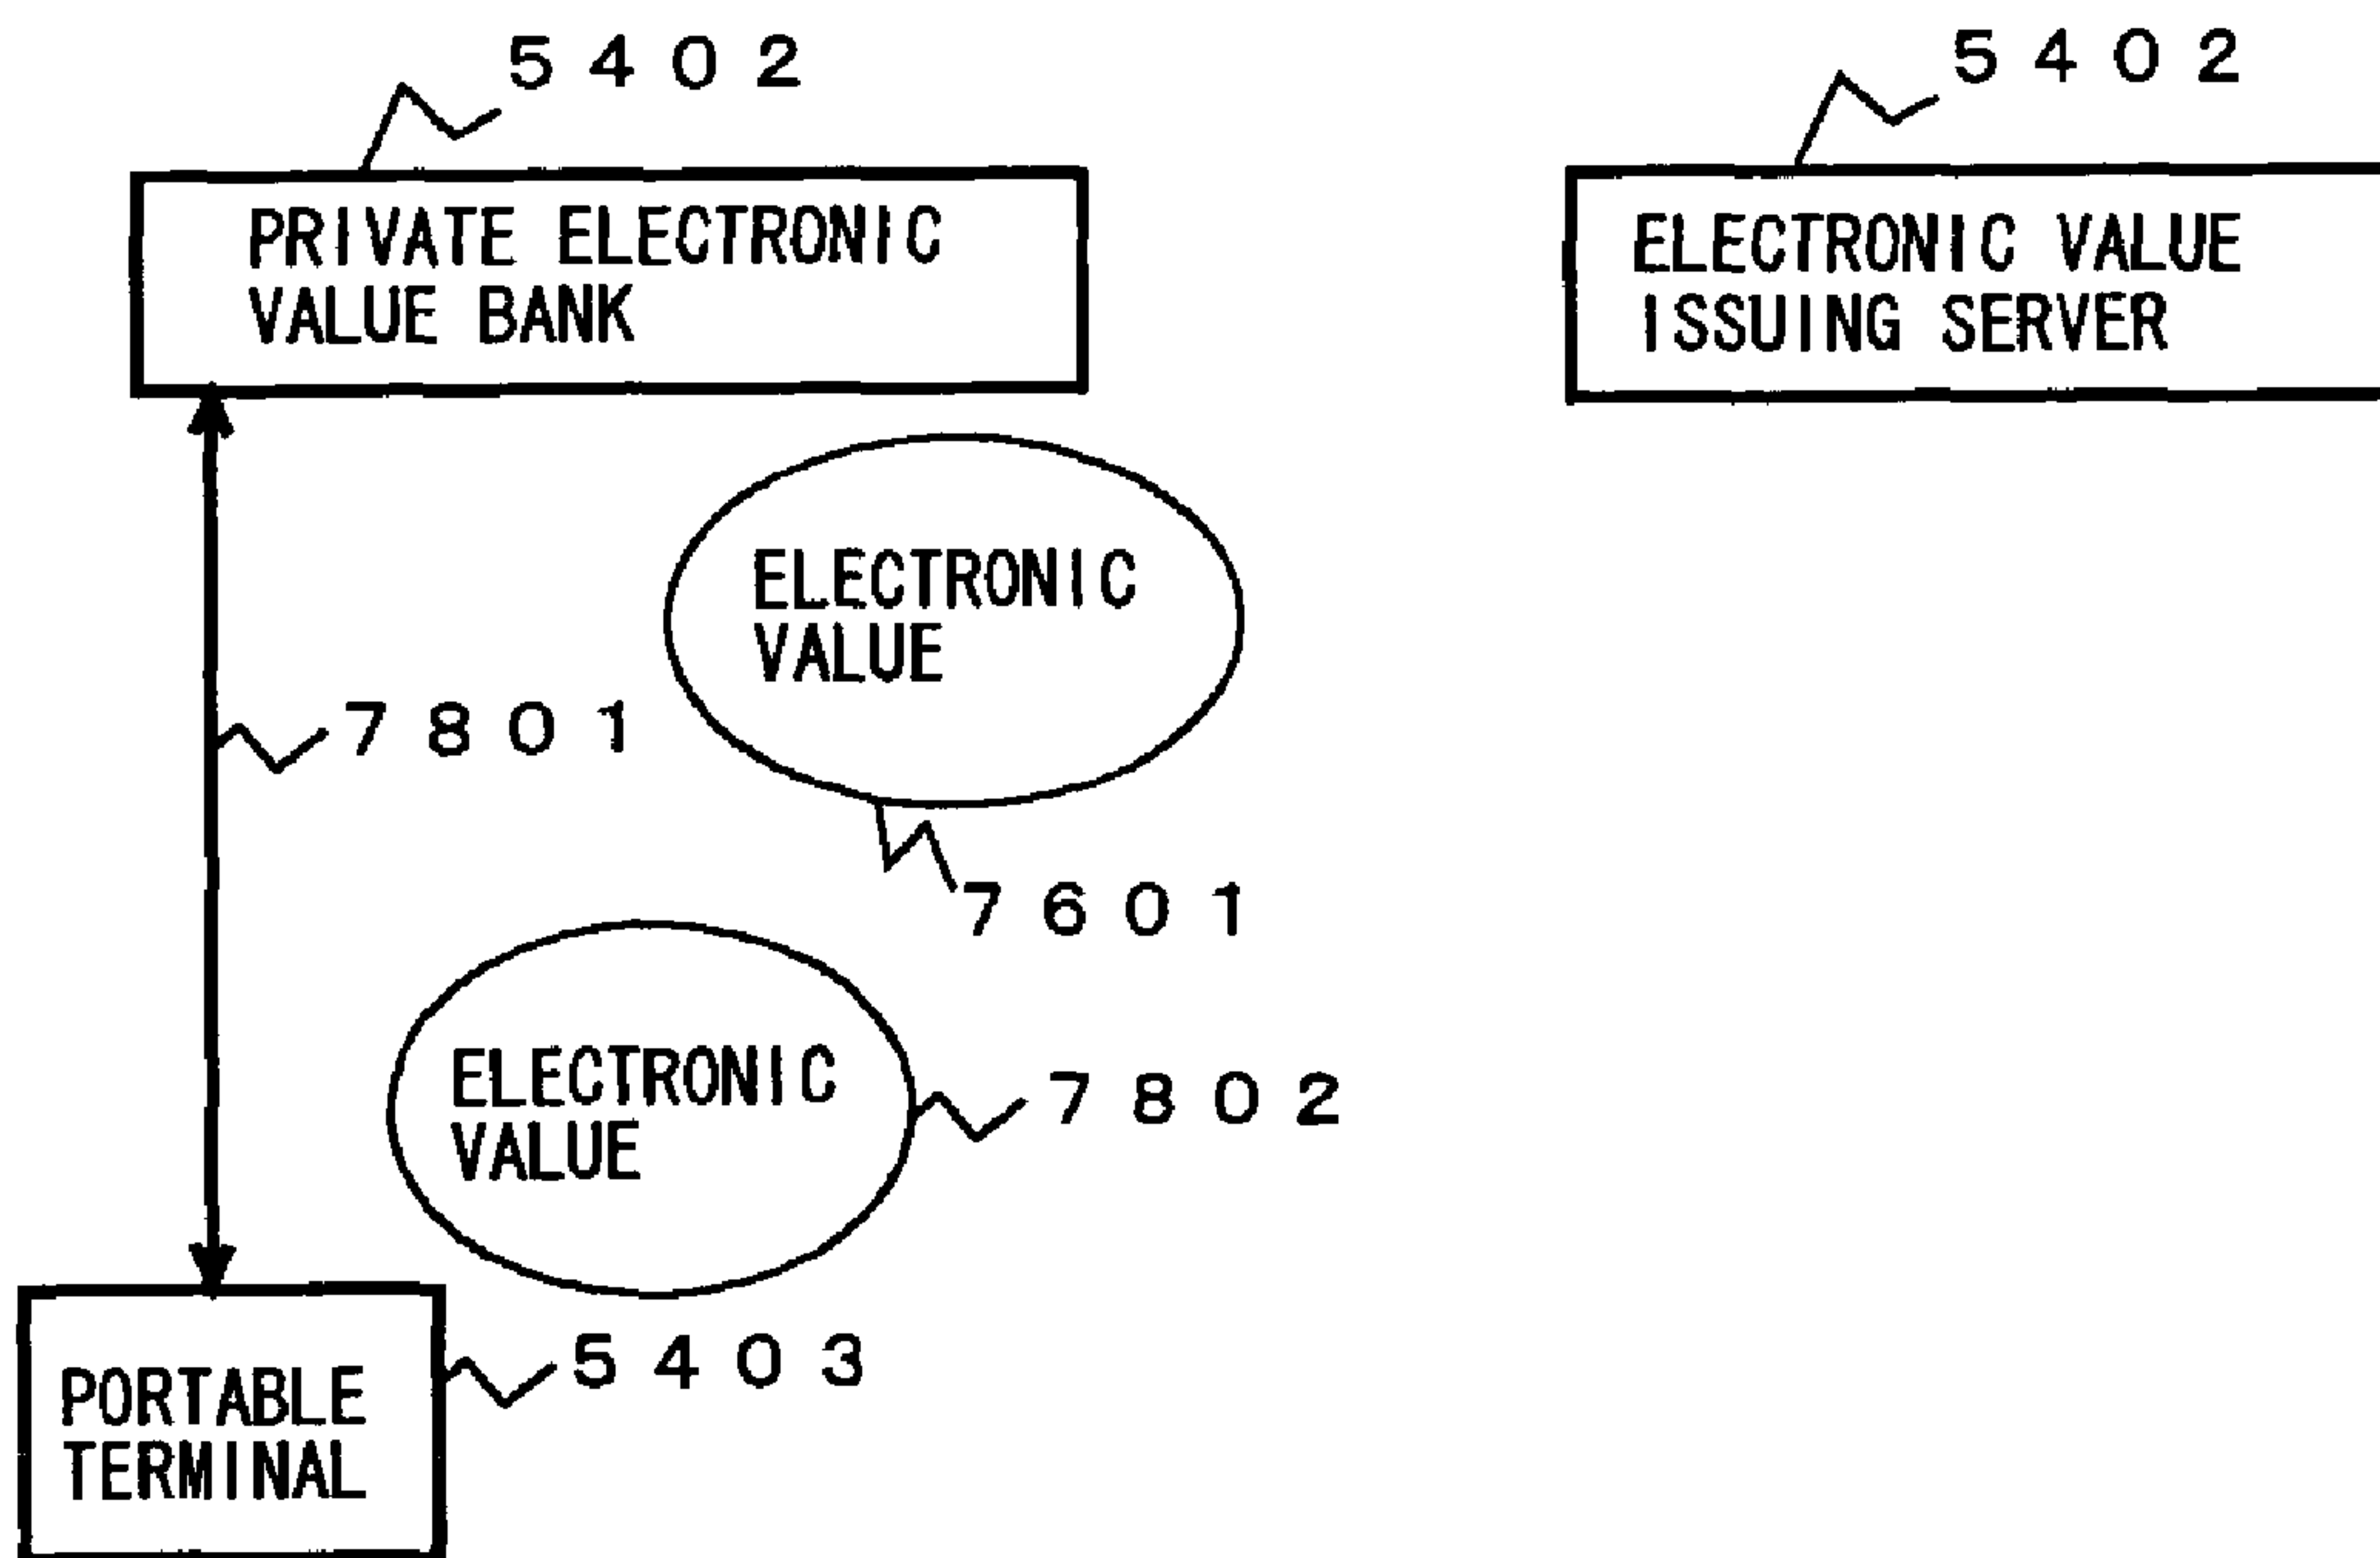 5402
5402
PRIVATE ELECTRONIC
VALUE BANK
ELECTRONIC VALUE
ISSUING SERVER
ELECTRONIC
VALUE
7801
7601
ELECTRONIC
VALUE
7802
5403
PORTABLE
TERMINAL